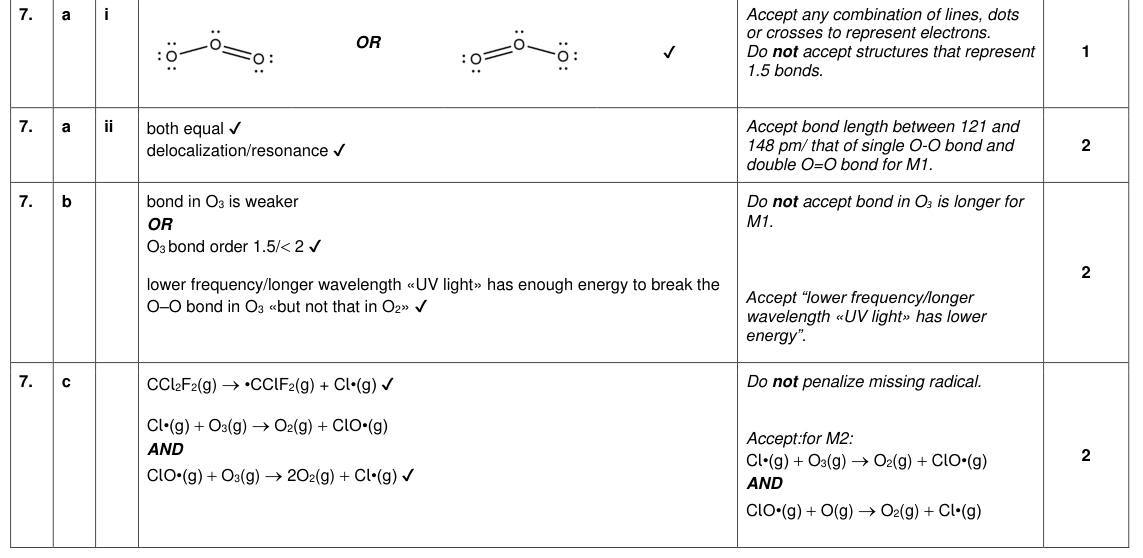 7. a i OR ✓ Accept any combination of lines, dots
or crosses to represent electrons.
Do not accept structures that represent
1.5 bonds. 1
:O O O: OR :O O O:
7. a ii both equal ✓
delocalization/resonance ✓
Accept bond length between 121 and
148 pm/ that of single O-O bond and
double O=O bond for M1.
2
7. b bond in O₃ is weaker
OR
O₃ bond order 1.5/< 2 ✓
lower frequency/longer wavelength «UV light» has enough energy to break the
O–O bond in O₃ «but not that in O₂» ✓
Do not accept bond in O₃ is longer for
M1.
Accept “lower frequency/longer
wavelength «UV light» has lower
energy”.
2
7. c CCl₂F₂(g) → •CClF₂(g) + Cl•(g) ✓
Cl•(g) + O₃(g) → O₂(g) + ClO•(g)
AND
ClO•(g) + O₃(g) → 2O₂(g) + Cl•(g) ✓
Do not penalize missing radical.
Accept:for M2:
Cl•(g) + O₃(g) → O₂(g) + ClO•(g)
AND
ClO•(g) + O(g) → O₂(g) + Cl•(g)
2